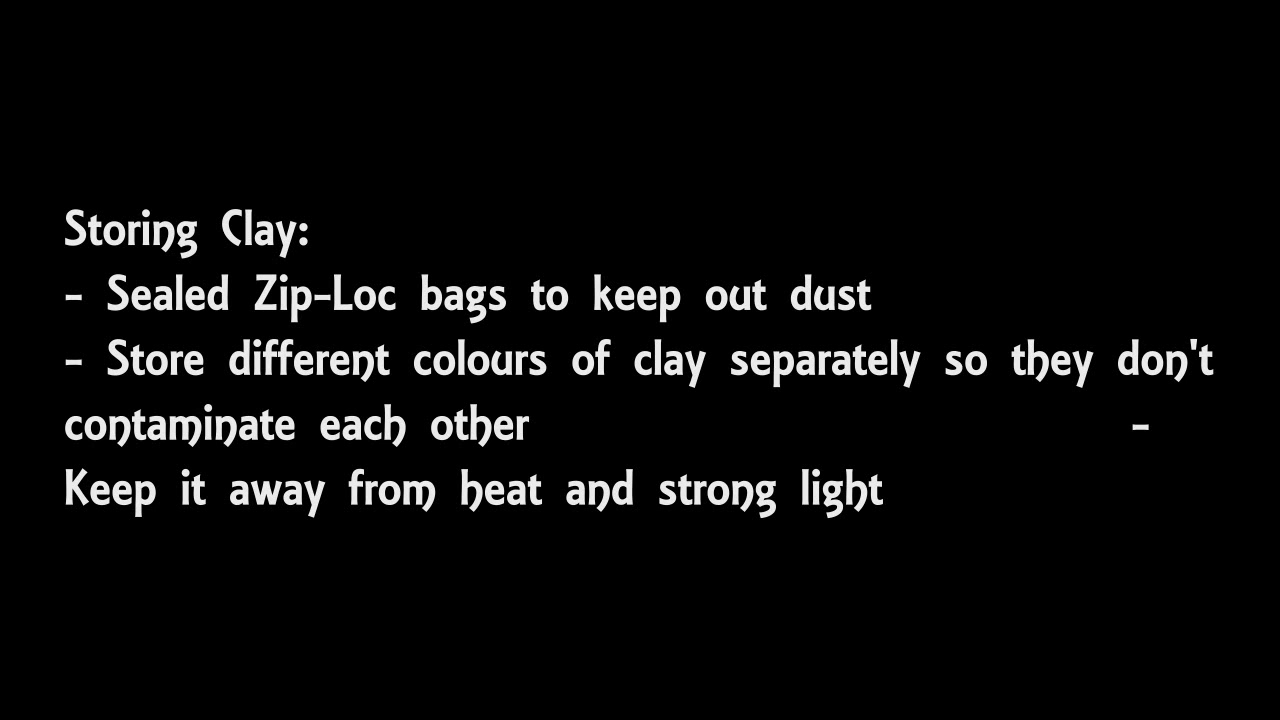 Storing Clay:
- Sealed Zip-Loc bags to keep out dust
- Store different colours of clay separately so they don't
contaminate each other -
Keep it away from heat and strong light